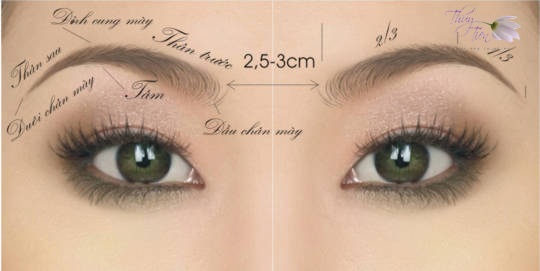 Đỉnh cung mày
Thân trước
Thân sau
Tâm
Đuôi chân mày
Đầu chân mày
2,5-3cm
2/3
1/3
Thủy
Tiên